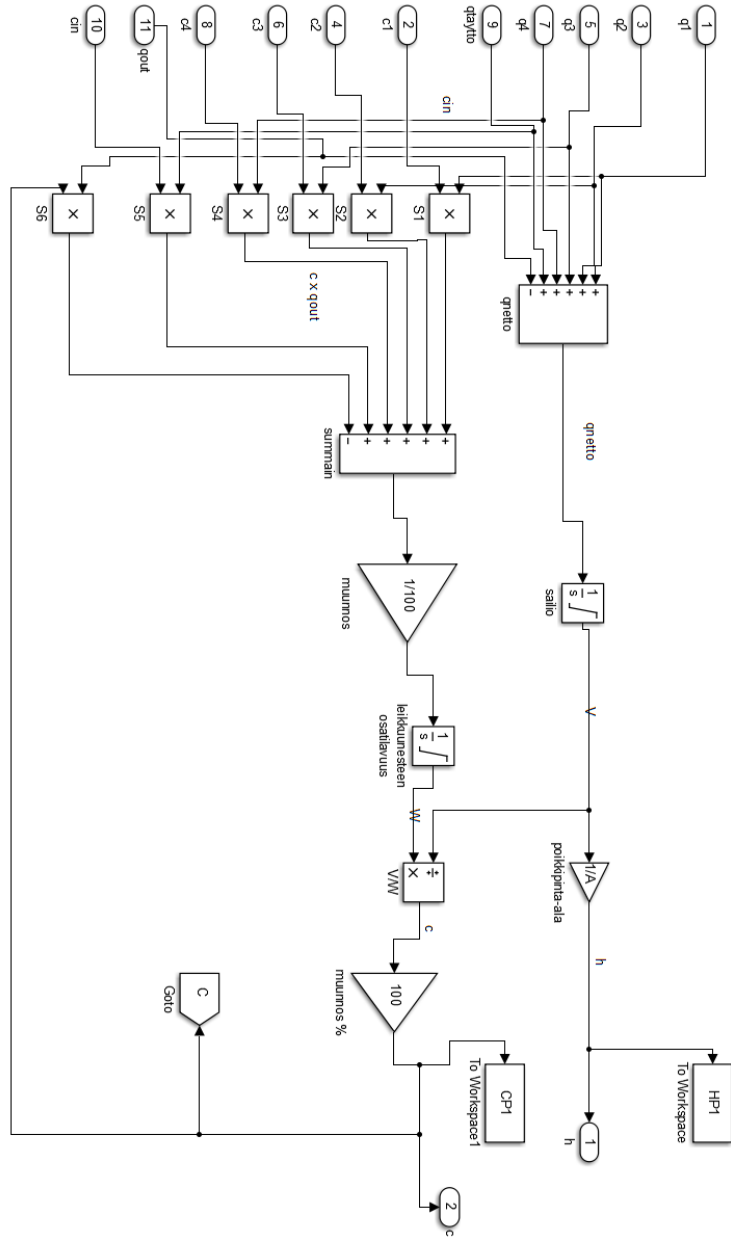 1
q1
3
q2
5
q3
7
q4
9
qtaytto
2
c1
4
c2
6
c3
8
c4
11
qout
10
cin
cin
×
S1
×
S2
×
S3
×
S4
×
S5
×
S6
+
+
+
+
+
−
qnetto
qnetto
c x qout
+
+
+
+
+
−
summain
1/100
muunnos
1
s
sailio
V
1
s
leikkuunesteen
osatilavuus
W
÷
×
V/W
c
1/A
poikkipinta-ala
h
100
muunnos %
C
Goto
CP1
To Workspace1
HP1
To Workspace
1
h
2
c